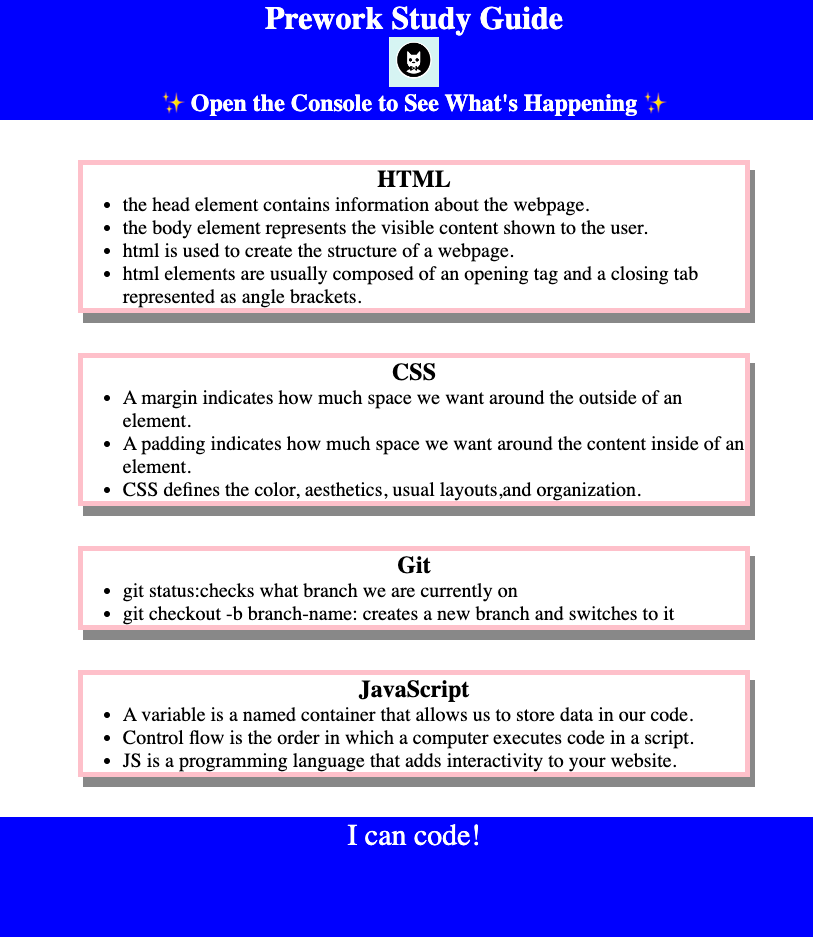 Prework Study Guide
✨ Open the Console to See What's Happening ✨
HTML
• the head element contains information about the webpage.
• the body element represents the visible content shown to the user.
• html is used to create the structure of a webpage.
• html elements are usually composed of an opening tag and a closing tab
represented as angle brackets.
CSS
• A margin indicates how much space we want around the outside of an
element.
• A padding indicates how much space we want around the content inside of an
element.
• CSS defines the color, aesthetics, usual layouts,and organization.
Git
• git status:checks what branch we are currently on
• git checkout -b branch-name: creates a new branch and switches to it
JavaScript
• A variable is a named container that allows us to store data in our code.
• Control flow is the order in which a computer executes code in a script.
• JS is a programming language that adds interactivity to your website.
I can code!